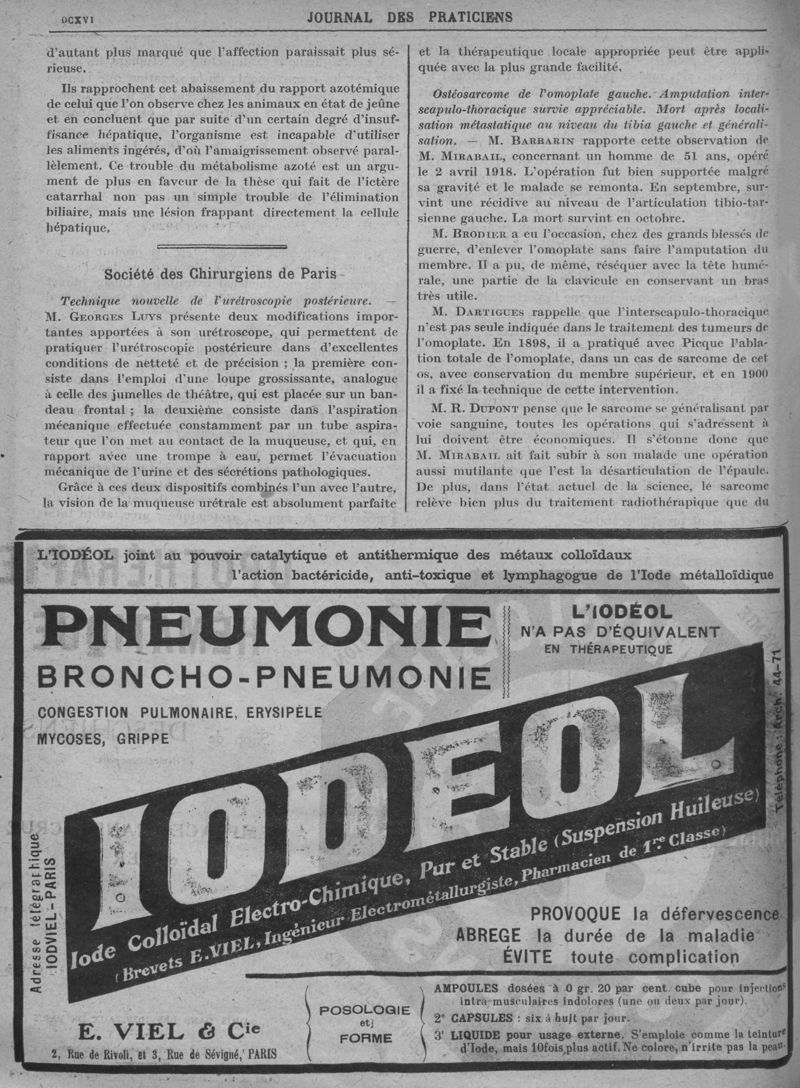 DCXVI
JOURNAL DES PRATICIENS
d'autant plus marqué que l'affection paraissait plus sé-
rieuse.
Ils rapprochent cet abaissement du rapport azotémique
de celui que l'on observe chez les animaux en état de jeûne
et en concluent que par suite d'un certain degré d'insuf-
fisance hépatique, l'organisme est incapable d'utiliser
les aliments ingérés, d'où l'amaigrissement observé paral-
lèlement. Ce trouble du métabolisme azoté est un argu-
ment de plus en faveur de la thèse qui fait de l'ictère
catarrhal non pas un simple trouble de l'élimination
biliaire, mais une lésion frappant directement la cellule
hépatique.
Société des Chirurgiens de Paris
Technique nouvelle de l'urétroscopie postérieure. —
M. Georges Luys présente deux modifications impor-
tantes apportées à son urétroscope, qui permettent de
pratiquer l'urétroscopie postérieure dans d'excellentes
conditions de netteté et de précision ; la première con-
siste dans l'emploi d'une loupe grossissante, analogue
à celle des jumelles de théâtre, qui est placée sur un ban-
deau frontal ; la deuxième consiste dans l'aspiration
mécanique effectuée constamment par un tube aspira-
teur que l'on met au contact de la muqueuse, et qui, en
rapport avec une trompe à eau, permet l'évacuation
mécanique de l'urine et des sécrétions pathologiques.
Grâce à ces deux dispositifs combinés l'un avec l'autre,
la vision de la muqueuse urétrale est absolument parfaite
et la thérapeutique locale appropriée peut être appli-
quée avec la plus grande facilité.
Ostéosarcome de l'omoplate gauche. Amputation inter-
scapulo-thoracique survie appréciable. Mort après locali-
sation métastatique au niveau du tibia gauche et générali-
sation. — M. Barbarin rapporte cette observation de
M. Mirabail, concernant un homme de 51 ans, opéré
le 2 avril 1918. L'opération fut bien supportée malgré
sa gravité et le malade se remonta. En septembre, sur-
vint une récidive au niveau de l'articulation tibio-tar-
sienne gauche. La mort survint en octobre.
M. Brodier a eu l'occasion, chez des grands blessés de
guerre, d'enlever l'omoplate sans faire l'amputation du
membre. Il a pu, de même, réséquer avec la tête humé-
rale, une partie de la clavicule en conservant un bras
très utile.
M. Dartigues rappelle que l'interscapulo-thoracique
n'est pas seule indiquée dans le traitement des tumeurs de
l'omoplate. En 1898, il a pratiqué avec Picque l'abla-
tion totale de l'omoplate, dans un cas de sarcome de cet
os, avec conservation du membre supérieur, et en 1900
il a fixé la technique de cette intervention.
M. R. Dupont pense que le sarcome se généralisant par
voie sanguine, toutes les opérations qui s'adressent à
lui doivent être économiques. Il s'étonne donc que
M. Mirabail ait fait subir à son malade une opération
aussi mutilante que l'est la désarticulation de l'épaule.
De plus, dans l'état actuel de la science, le sarcome
relève bien plus du traitement radiothérapique que du
L'IODÉOL joint au pouvoir catalytique et antithermique des métaux colloïdaux
l'action bactéricide, anti-toxique et lymphagogue de l'Iode métalloïdique
PNEUMONIE
BRONCHO-PNEUMONIE
CONGESTION PULMONAIRE, ERYSIPÈLE
MYCOSES, GRIPPE
L'IODÉOL
N'A PAS D'ÉQUIVALENT
EN THÉRAPEUTIQUE
Téléphone : Arch. 44-71
IODEOL
Iode Colloïdal Electro-Chimique, Pur et Stable (Suspension Huileuse)
(Brevets E. VIEL, Ingénieur Electrométallurgiste, Pharmacien de 1re Classe)
Adresse télégraphique
IODVIEL-PARIS
PROVOQUE la défervescence
ABREGE la durée de la maladie
ÉVITE toute complication
E. VIEL & Cie
2, Rue de Rivoli, et 3, Rue de Sévigné, PARIS
POSOLOGIE
et
FORME
AMPOULES dosées à 0 gr. 20 par cent. cube pour injections
intra-musculaires indolores (une ou deux par jour).
2° CAPSULES : six à huit par jour.
3° LIQUIDE pour usage externe. S'emploie comme la teinture
d'Iode, mais 10 fois plus actif. Ne colore, n'irrite pas la peau.